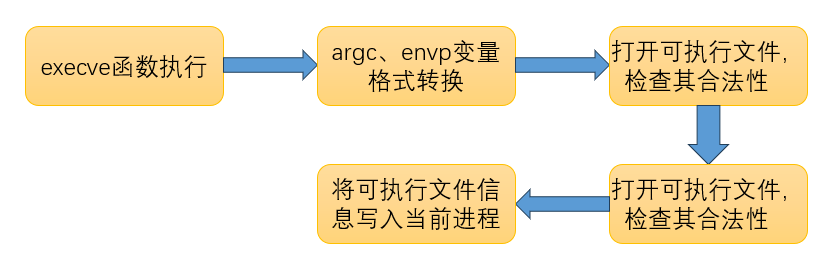 execve函数执行
argc、envp变量
格式转换
打开可执行文件,
检查其合法性
打开可执行文件,
检查其合法性
将可执行文件信
息写入当前进程